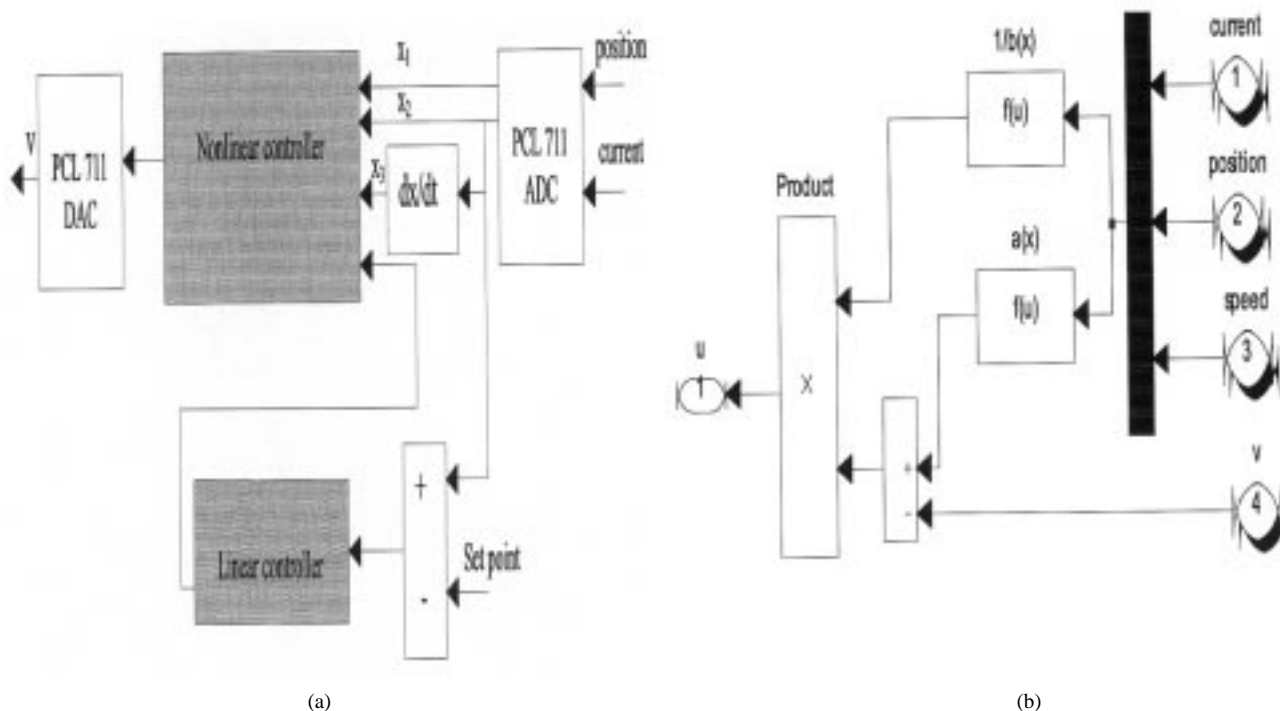 position
x1
x2
V
PCL 711
DAC
Nonlinear controller
x3
dx/dt
PCL 711
ADC
current
+
-
Set point
Linear controller
(a)
1/b(x)
f(u)
current
1
position
2
Product
a(x)
f(u)
speed
3
u
1
X
+
-
v
4
(b)